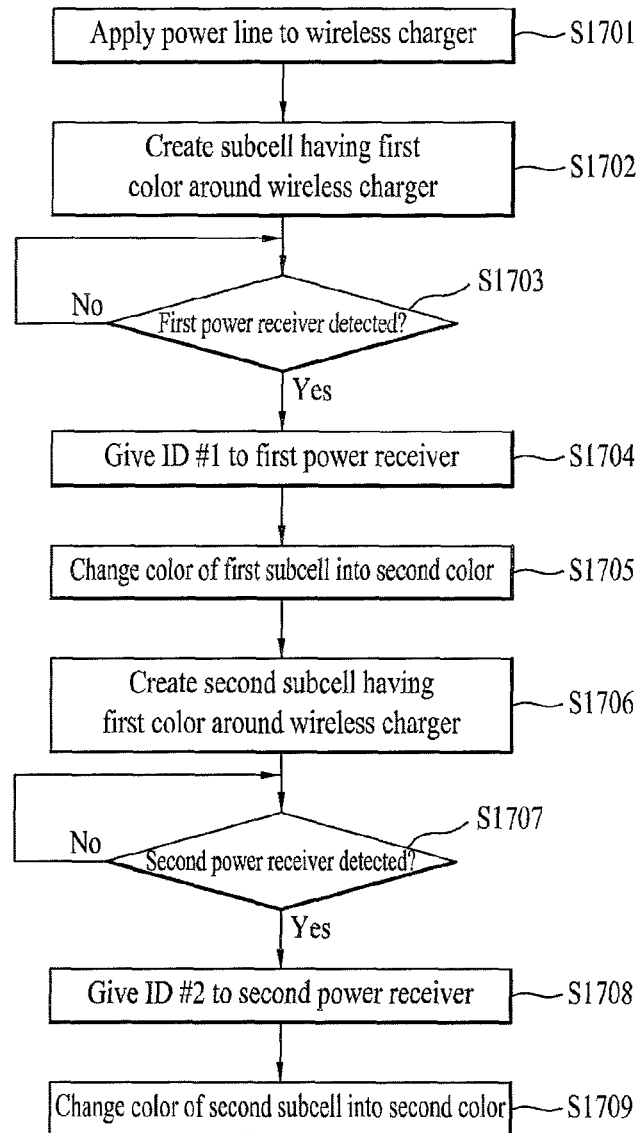 Apply power line to wireless charger
S1701
Create subcell having first
color around wireless charger
S1702
S1703
No
First power receiver detected?
Yes
Give ID #1 to first power receiver
S1704
Change color of first subcell into second color
S1705
Create second subcell having
first color around wireless charger
S1706
S1707
No
Second power receiver detected?
Yes
Give ID #2 to second power receiver
S1708
Change color of second subcell into second color
S1709